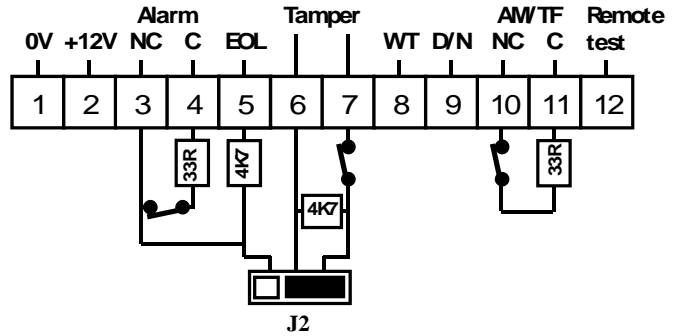 Alarm Tamper AM/TF Remote
0V +12V NC C EOL WT D/N NC C test
1 2 3 4 5 6 7 8 9 10 11 12
33R 4K7 33R
4K7
J2